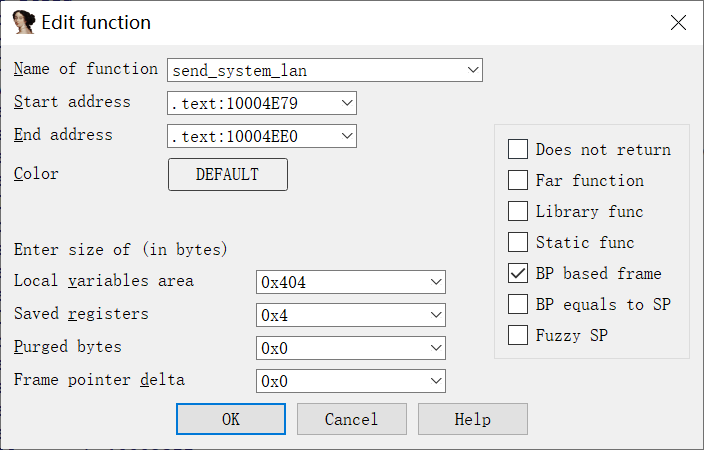 Edit function
Name of function send_system_lan
Start address .text:10004E79
End address .text:10004EE0
Color DEFAULT
Does not return
Far function
Library func
Static func
BP based frame
BP equals to SP
Fuzzy SP
Enter size of (in bytes)
Local variables area 0x404
Saved registers 0x4
Purged bytes 0x0
Frame pointer delta 0x0
OK Cancel Help